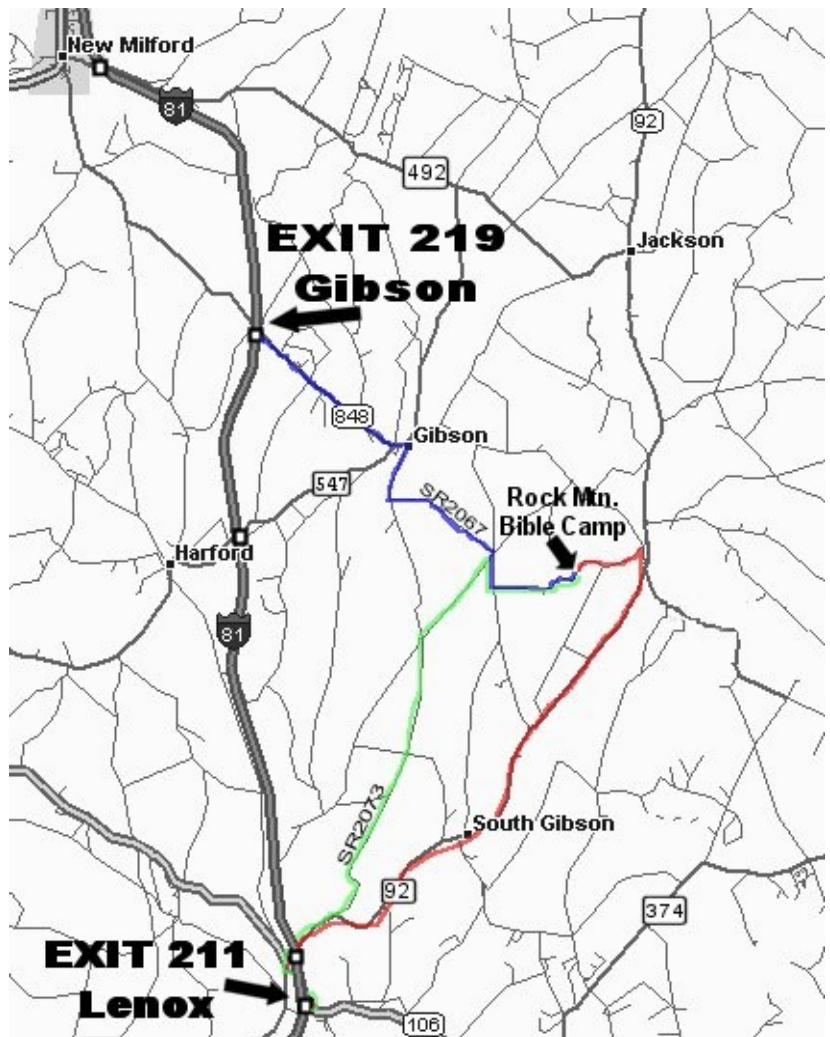 New Milford
81
92
492
EXIT 219
Gibson
Jackson
848
Gibson
547
SR2067
Rock Mtn.
Bible Camp
Harford
81
SR2073
South Gibson
92
374
EXIT 211
Lenox
106